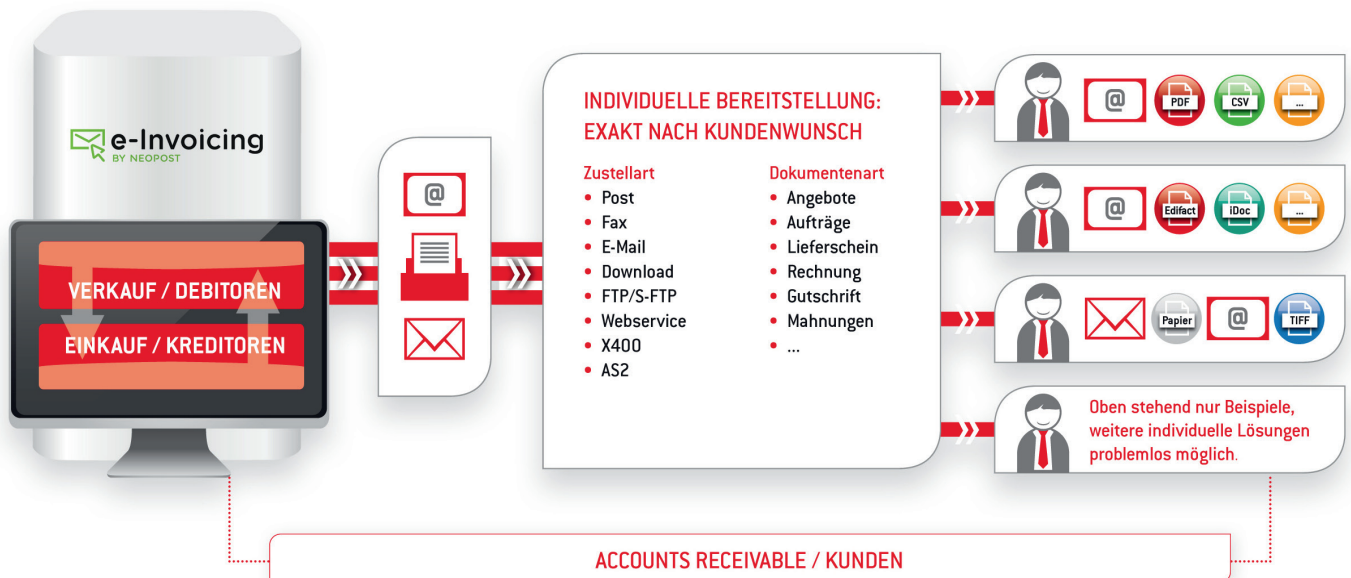 e-Invoicing
BY NEOPOST
VERKAUF / DEBITOREN
EINKAUF / KREDITOREN
@
INDIVIDUELLE BEREITSTELLUNG:
EXAKT NACH KUNDENWUNSCH
Zustellart
• Post
• Fax
• E-Mail
• Download
• FTP/S-FTP
• Webservice
• X400
• AS2
Dokumentenart
• Angebote
• Aufträge
• Lieferschein
• Rechnung
• Gutschrift
• Mahnungen
• ...
@ PDF CSV ...
@ Edifact iDoc ...
Papier @ TIFF
Oben stehend nur Beispiele,
weitere individuelle Lösungen
problemlos möglich.
ACCOUNTS RECEIVABLE / KUNDEN